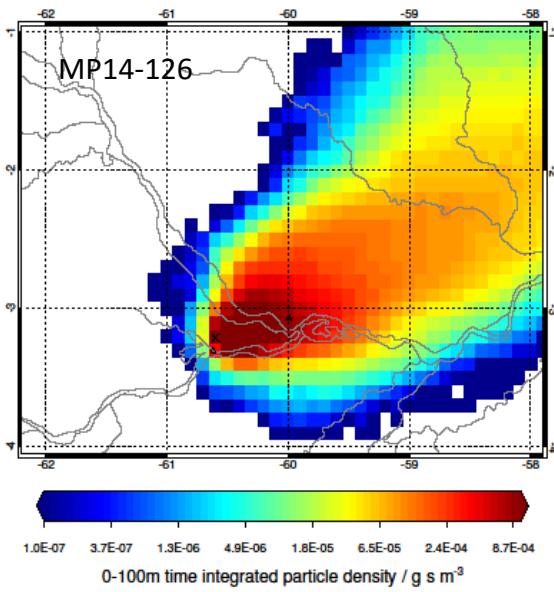 -62 -61 -60 -59 -58
-1 -1
MP14-126
-2
-3
-4
-62 -61 -60 -59 -58
1.0E-07 3.7E-07 1.3E-06 4.9E-06 1.8E-05 6.5E-05 2.4E-04 8.7E-04
0-100m time integrated particle density / g s m⁻³